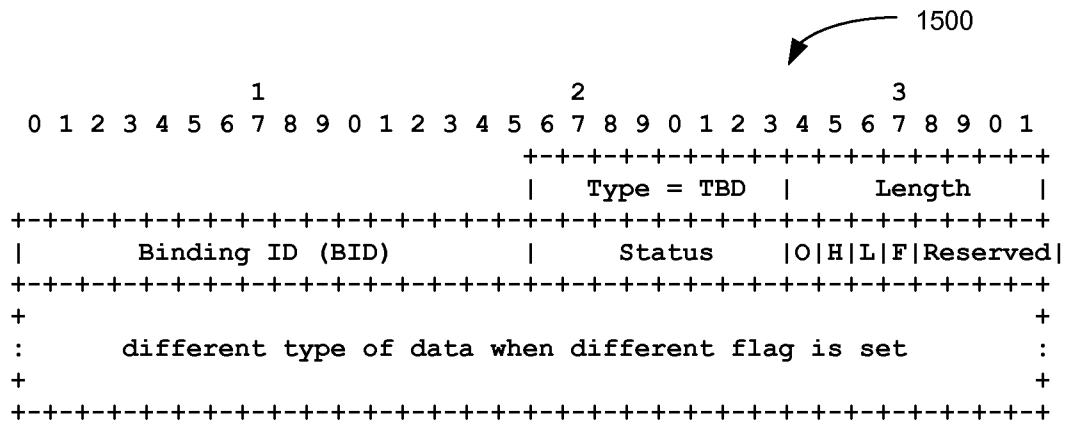 1500
                1                   2                   3
 0 1 2 3 4 5 6 7 8 9 0 1 2 3 4 5 6 7 8 9 0 1 2 3 4 5 6 7 8 9 0 1
                                +-+-+-+-+-+-+-+-+-+-+-+-+-+-+-+-+
                                |   Type = TBD  |     Length    |
+-+-+-+-+-+-+-+-+-+-+-+-+-+-+-+-+-+-+-+-+-+-+-+-+-+-+-+-+-+-+-+-+
|       Binding ID (BID)        |     Status    |O|H|L|F|Reserved|
+-+-+-+-+-+-+-+-+-+-+-+-+-+-+-+-+-+-+-+-+-+-+-+-+-+-+-+-+-+-+-+-+
+                                                               +
:      different type of data when different flag is set        :
+                                                               +
+-+-+-+-+-+-+-+-+-+-+-+-+-+-+-+-+-+-+-+-+-+-+-+-+-+-+-+-+-+-+-+-+